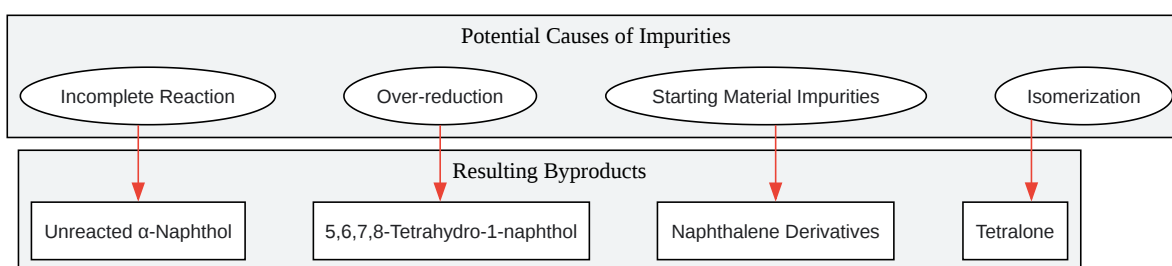 Potential Causes of Impurities
Incomplete Reaction
Over-reduction
Starting Material Impurities
Isomerization
Resulting Byproducts
Unreacted α-Naphthol
5,6,7,8-Tetrahydro-1-naphthol
Naphthalene Derivatives
Tetralone